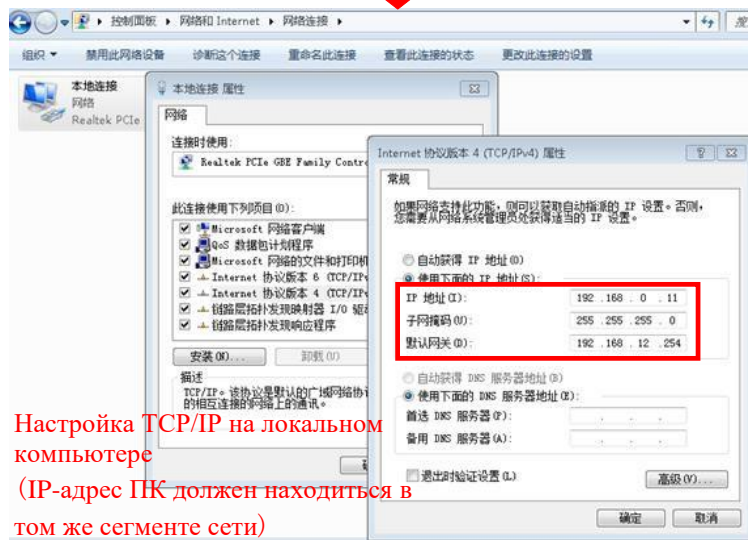 控制面板 ▸ 网络和 Internet ▸ 网络连接 ▸
组织 禁用此网络设备 诊断这个连接 重命名此连接 查看此连接的状态 更改此连接的设置
本地连接
网络
Realtek PCIe
本地连接 属性
网络
连接时使用:
Realtek PCIe GBE Family Contr
此连接使用下列项目(O):
Microsoft 网络客户端
QoS 数据包计划程序
Microsoft 网络的文件和打印机
Internet 协议版本 6 (TCP/IPv
Internet 协议版本 4 (TCP/IPv
链路层拓扑发现映射器 I/O 驱
链路层拓扑发现响应程序
安装(N)... 卸载(U)
描述
TCP/IP。该协议是默认的广域网络协
的相互连接的网络上的通讯。
Internet 协议版本 4 (TCP/IPv4) 属性
常规
如果网络支持此功能，则可以获取自动指派的 IP 设置。否则，
您需要从网络系统管理员处获得适当的 IP 设置。
自动获得 IP 地址(O)
使用下面的 IP 地址(S):
IP 地址(I): 192 .168 . 0 . 11
子网掩码(U): 255 .255 .255 . 0
默认网关(D): 192 .168 . 12 .254
自动获得 DNS 服务器地址(B)
使用下面的 DNS 服务器地址(E):
首选 DNS 服务器(P):
备用 DNS 服务器(A):
退出时验证设置(L)
高级(V)...
确定 取消
Настройка TCP/IP на локальном
компьютере
(IP-адрес ПК должен находиться в
том же сегменте сети)